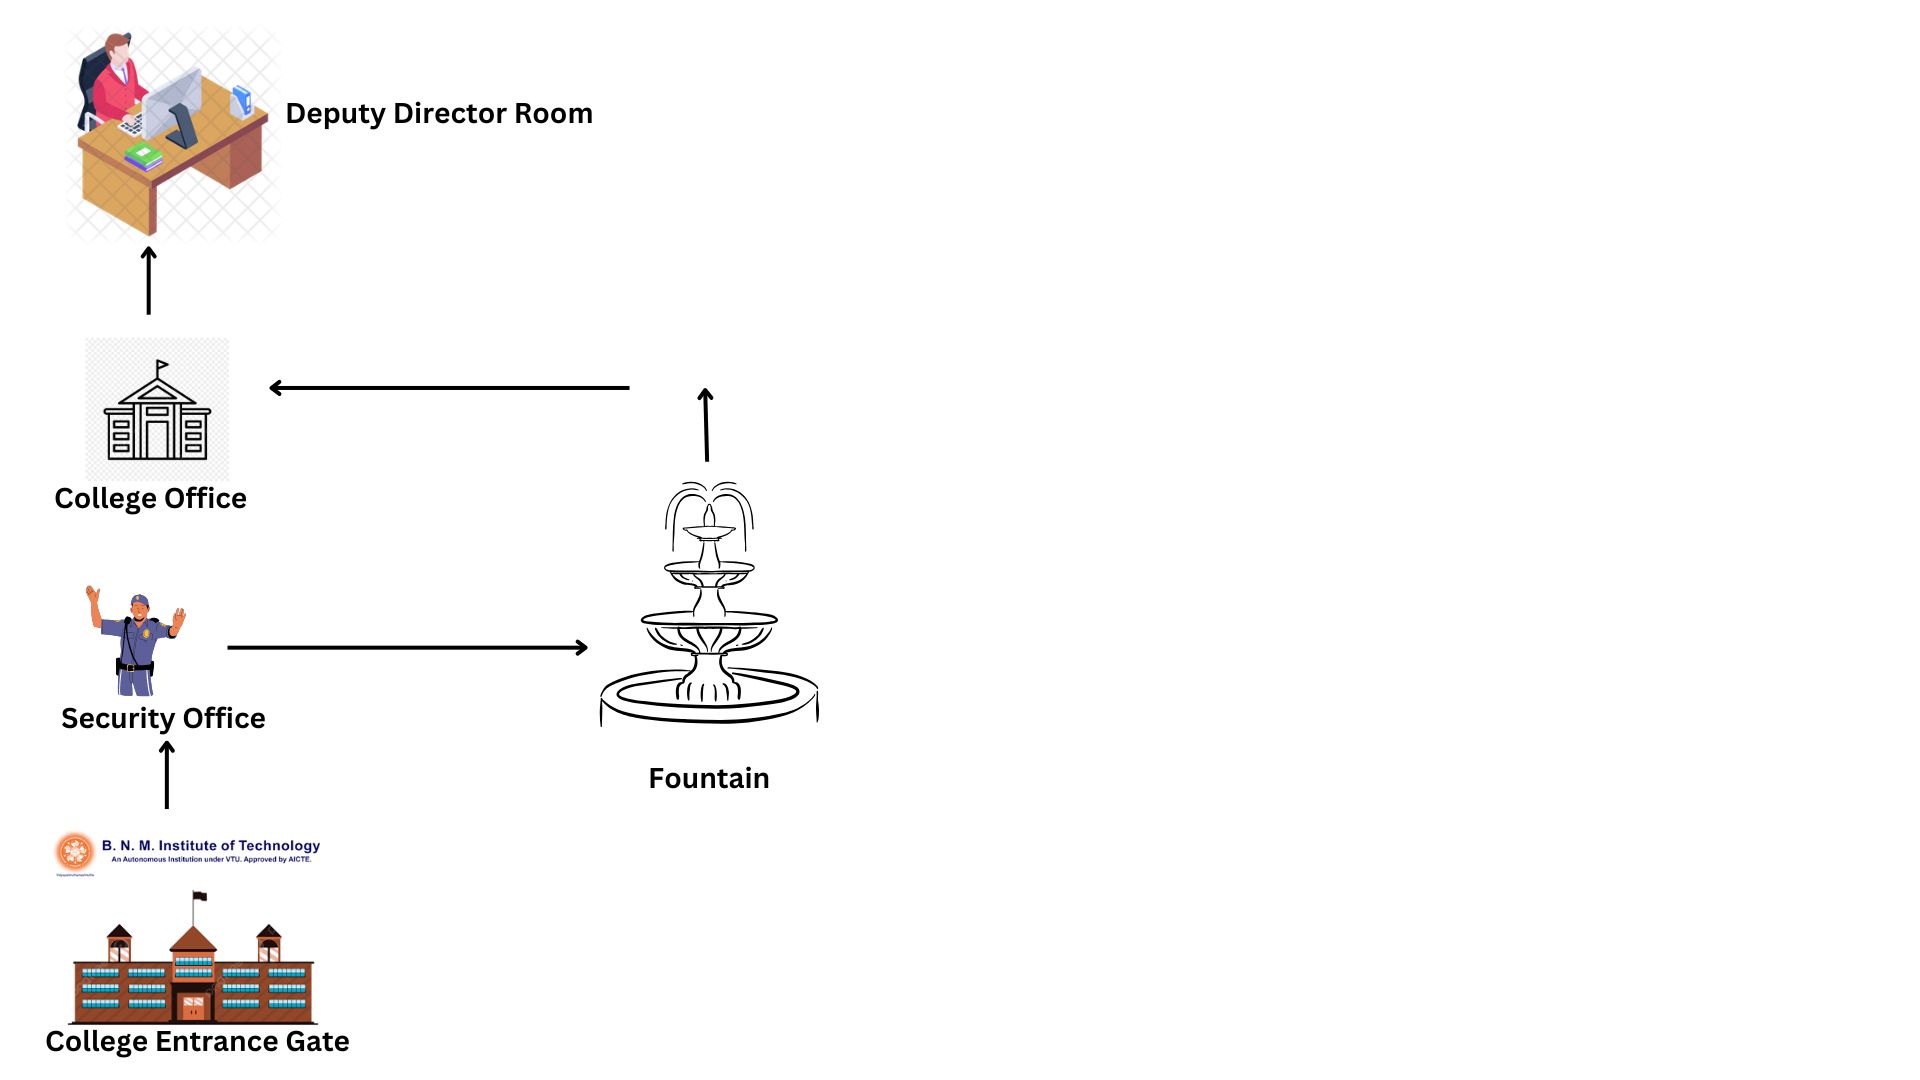 Deputy Director Room
College Office
Security Office
Fountain
B. N. M. Institute of Technology
An Autonomous Institution under VTU. Approved by AICTE.
College Entrance Gate